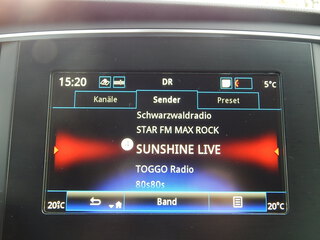 15:20 DR 5°C
Kanäle Sender Preset
Schwarzwaldradio
STAR FM MAX ROCK
SUNSHINE LIVE
TOGGO Radio
80s80s
20°C Band 20°C